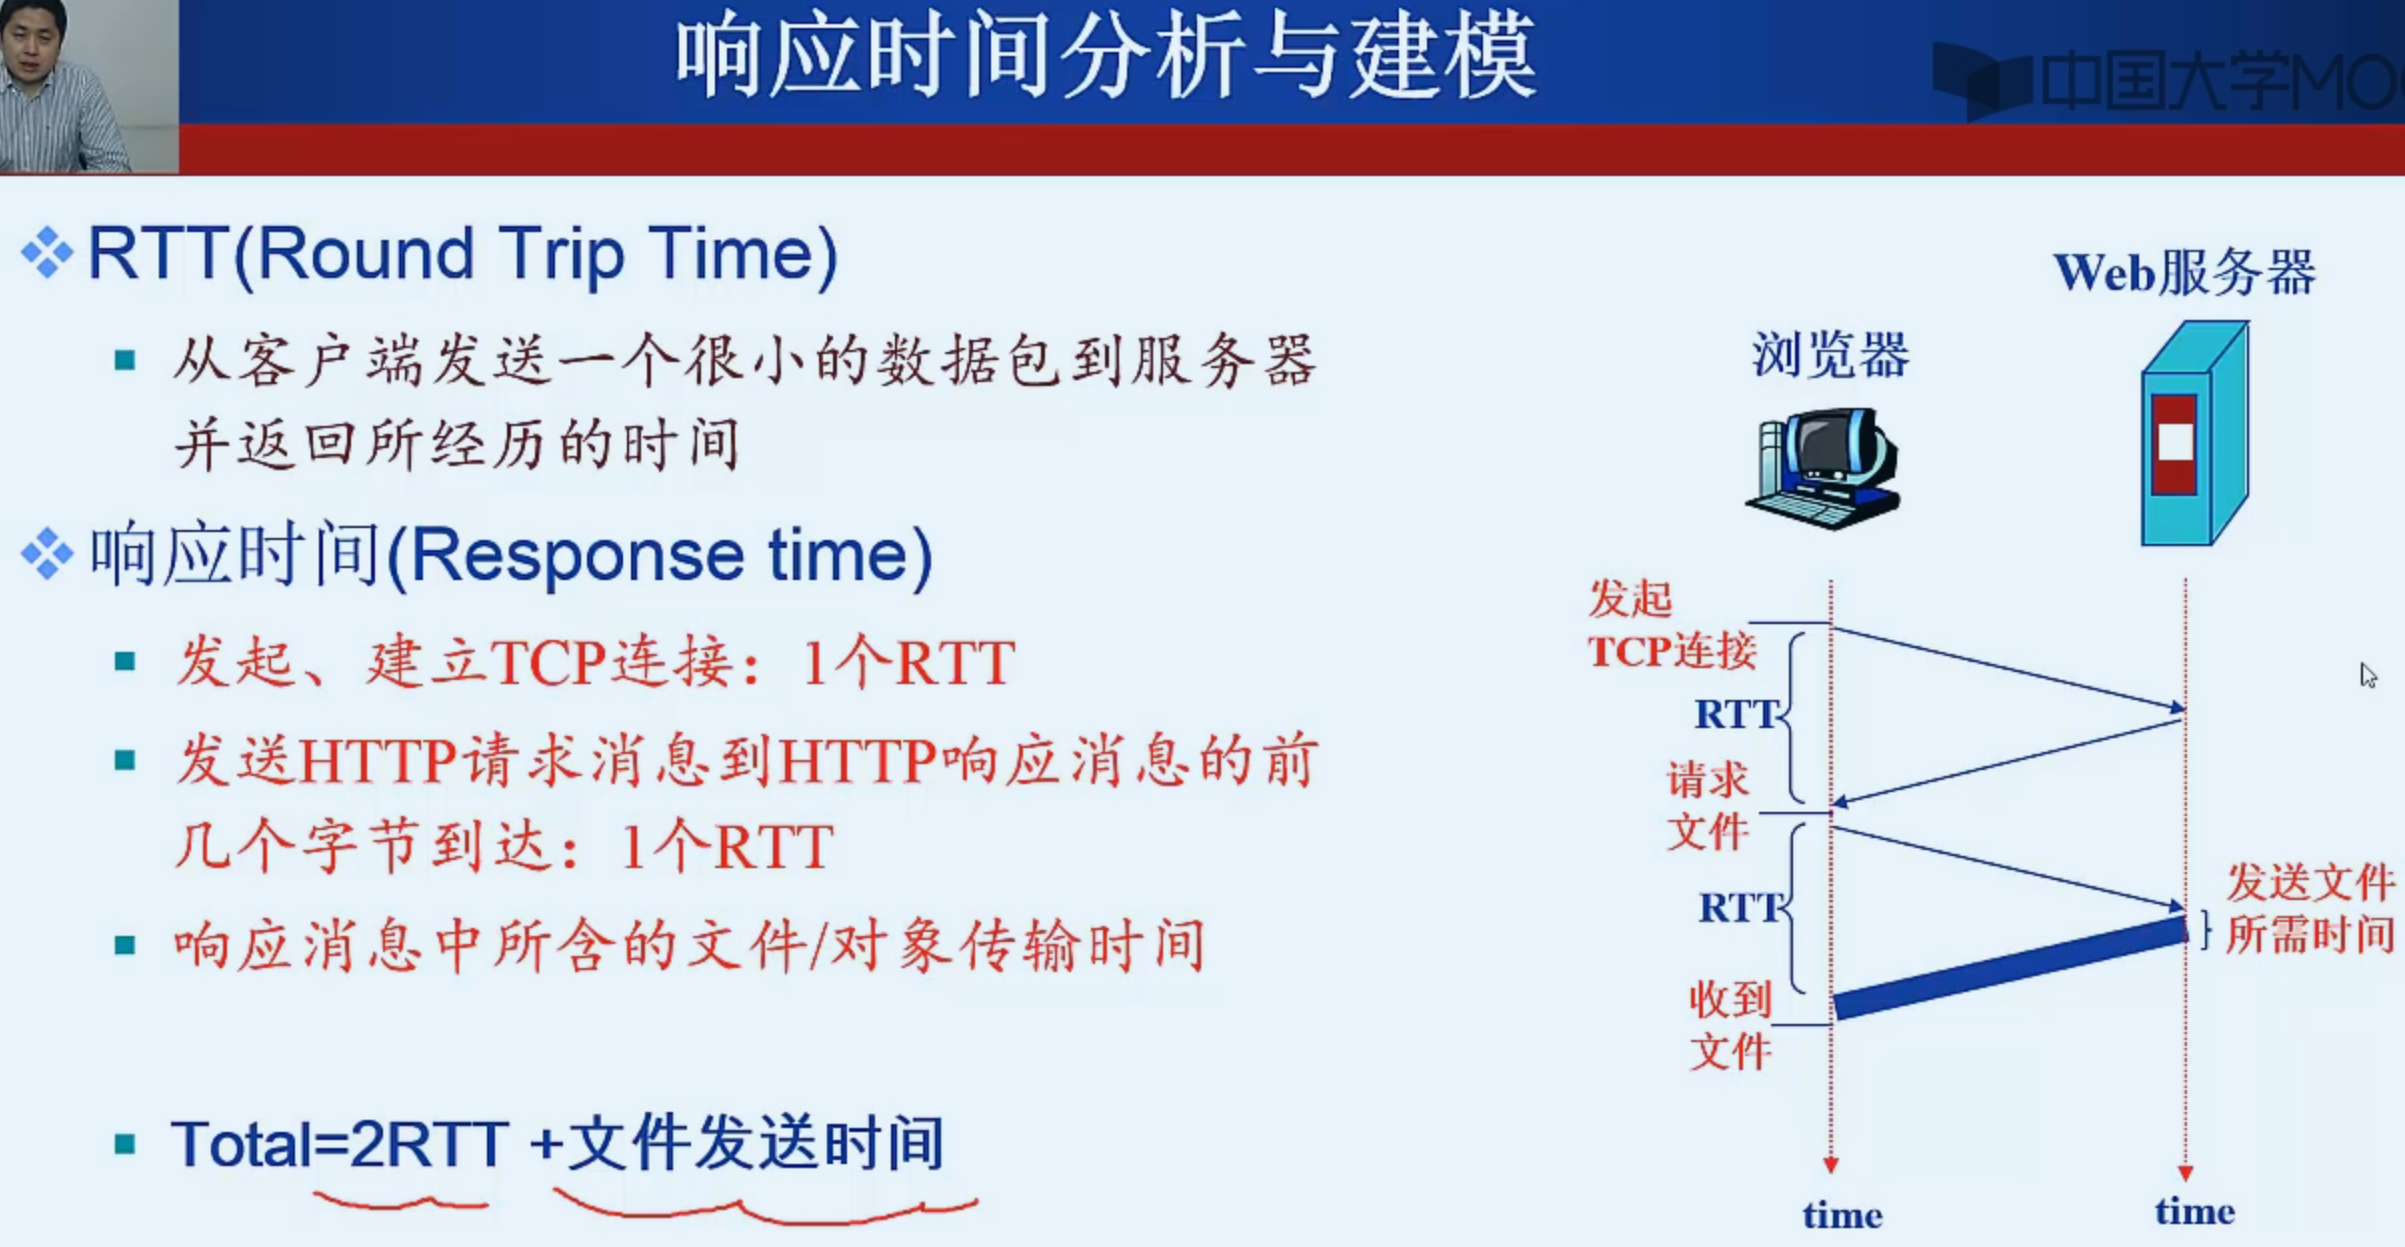 响应时间分析与建模
中国大学MO
RTT(Round Trip Time)
从客户端发送一个很小的数据包到服务器
并返回所经历的时间
响应时间(Response time)
发起、建立TCP连接：1个RTT
发送HTTP请求消息到HTTP响应消息的前
几个字节到达：1个RTT
响应消息中所含的文件/对象传输时间
Total=2RTT +文件发送时间
Web服务器
浏览器
发起
TCP连接
RTT
请求
文件
RTT
发送文件
所需时间
收到
文件
time
time